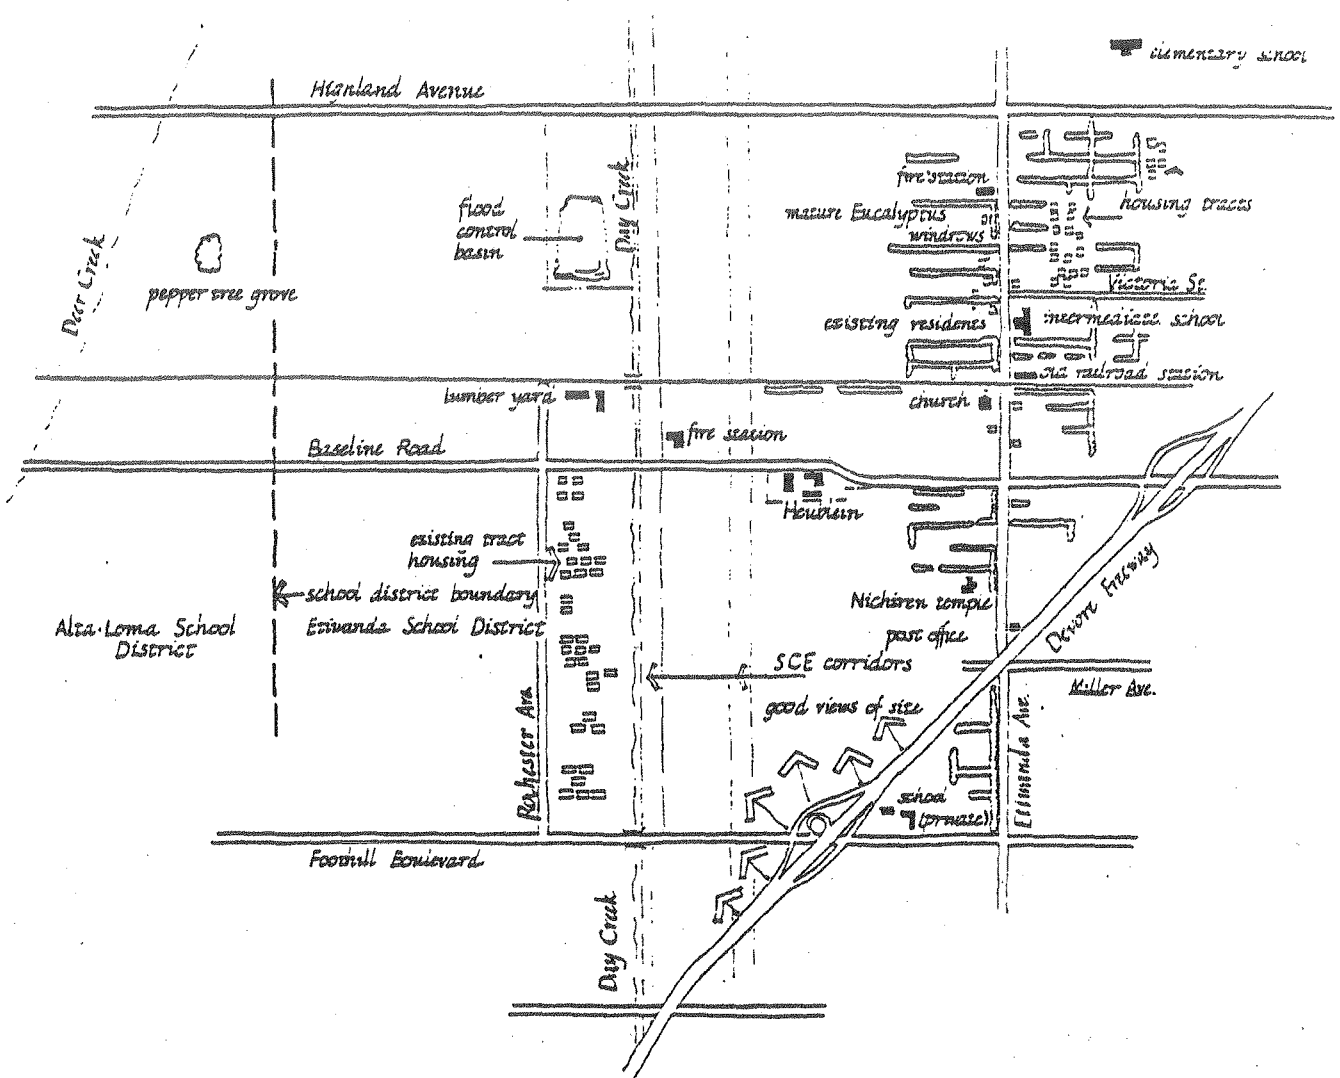 elementary school
Highland Avenue
fire station
flood
control
basin
Day Creek
mature Eucalyptus
windrows
housing tracts
Deer Creek
pepper tree grove
Victoria St.
existing residences
intermediate school
old railroad station
lumber yard
church
fire station
Baseline Road
Heublein
existing tract
housing
school district boundary
Nichiren temple
Devore Freeway
Alta Loma School
District
Etiwanda School District
post office
SCE corridors
Miller Ave.
good views of site
Rochester Ave
Etiwanda Ave.
school
(private)
Foothill Boulevard
Day Creek